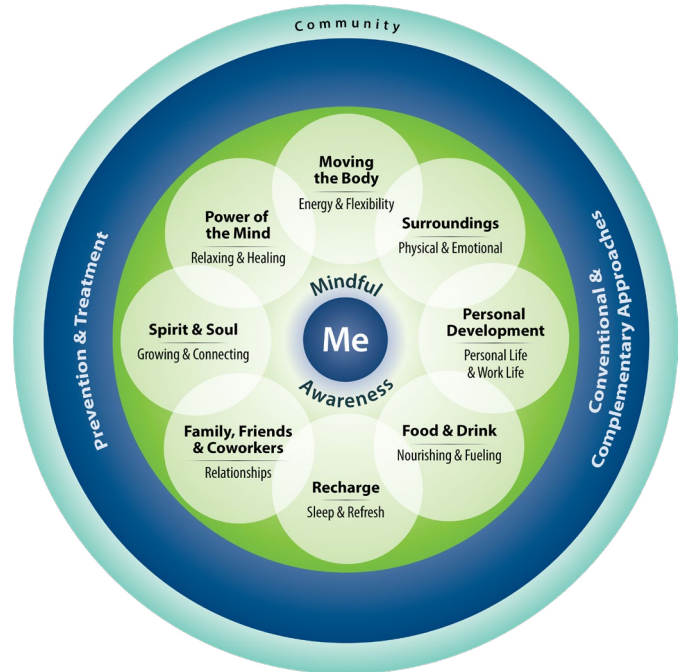 Community
Prevention & Treatment
Conventional &
Complementary Approaches
Moving
the Body
Energy & Flexibility
Surroundings
Physical & Emotional
Personal
Development
Personal Life
& Work Life
Food & Drink
Nourishing & Fueling
Recharge
Sleep & Refresh
Family, Friends
& Coworkers
Relationships
Spirit & Soul
Growing & Connecting
Power of
the Mind
Relaxing & Healing
Mindful
Me
Awareness